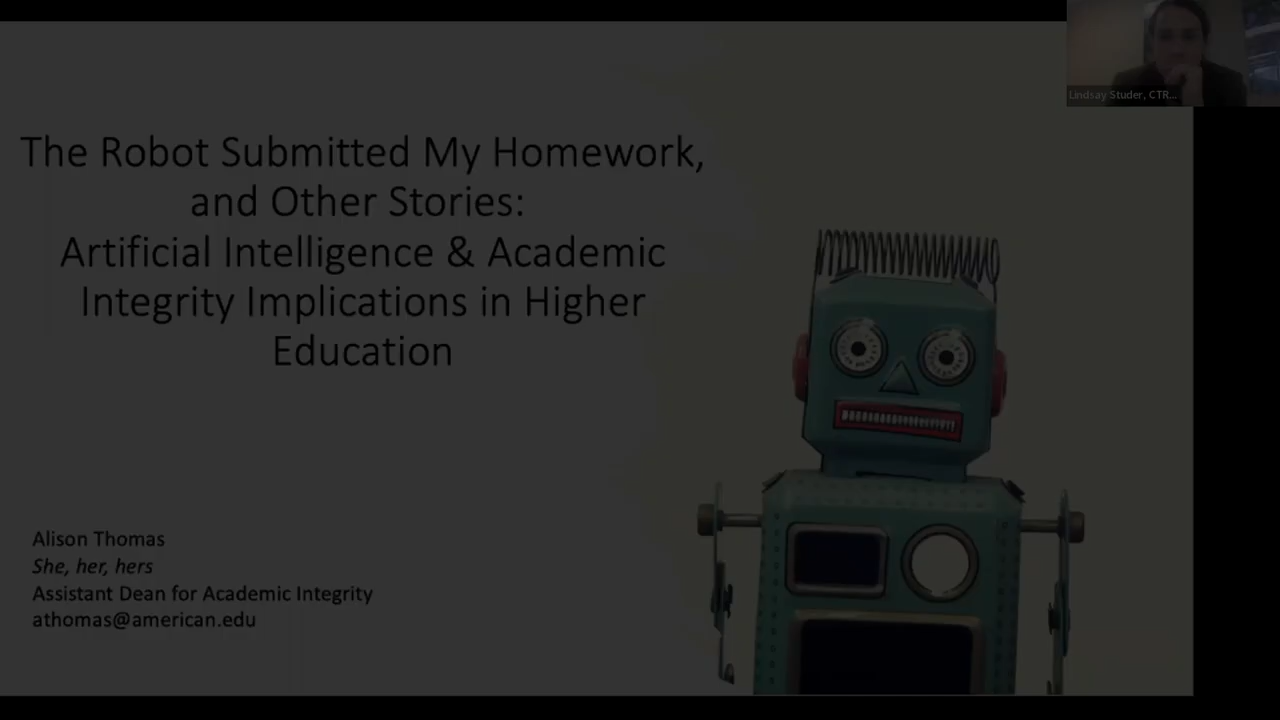 The Robot Submitted My Homework,
and Other Stories:
Artificial Intelligence & Academic
Integrity Implications in Higher
Education
Alison Thomas
She, her, hers
Assistant Dean for Academic Integrity
athomas@american.edu
Lindsay Studer, CTR...